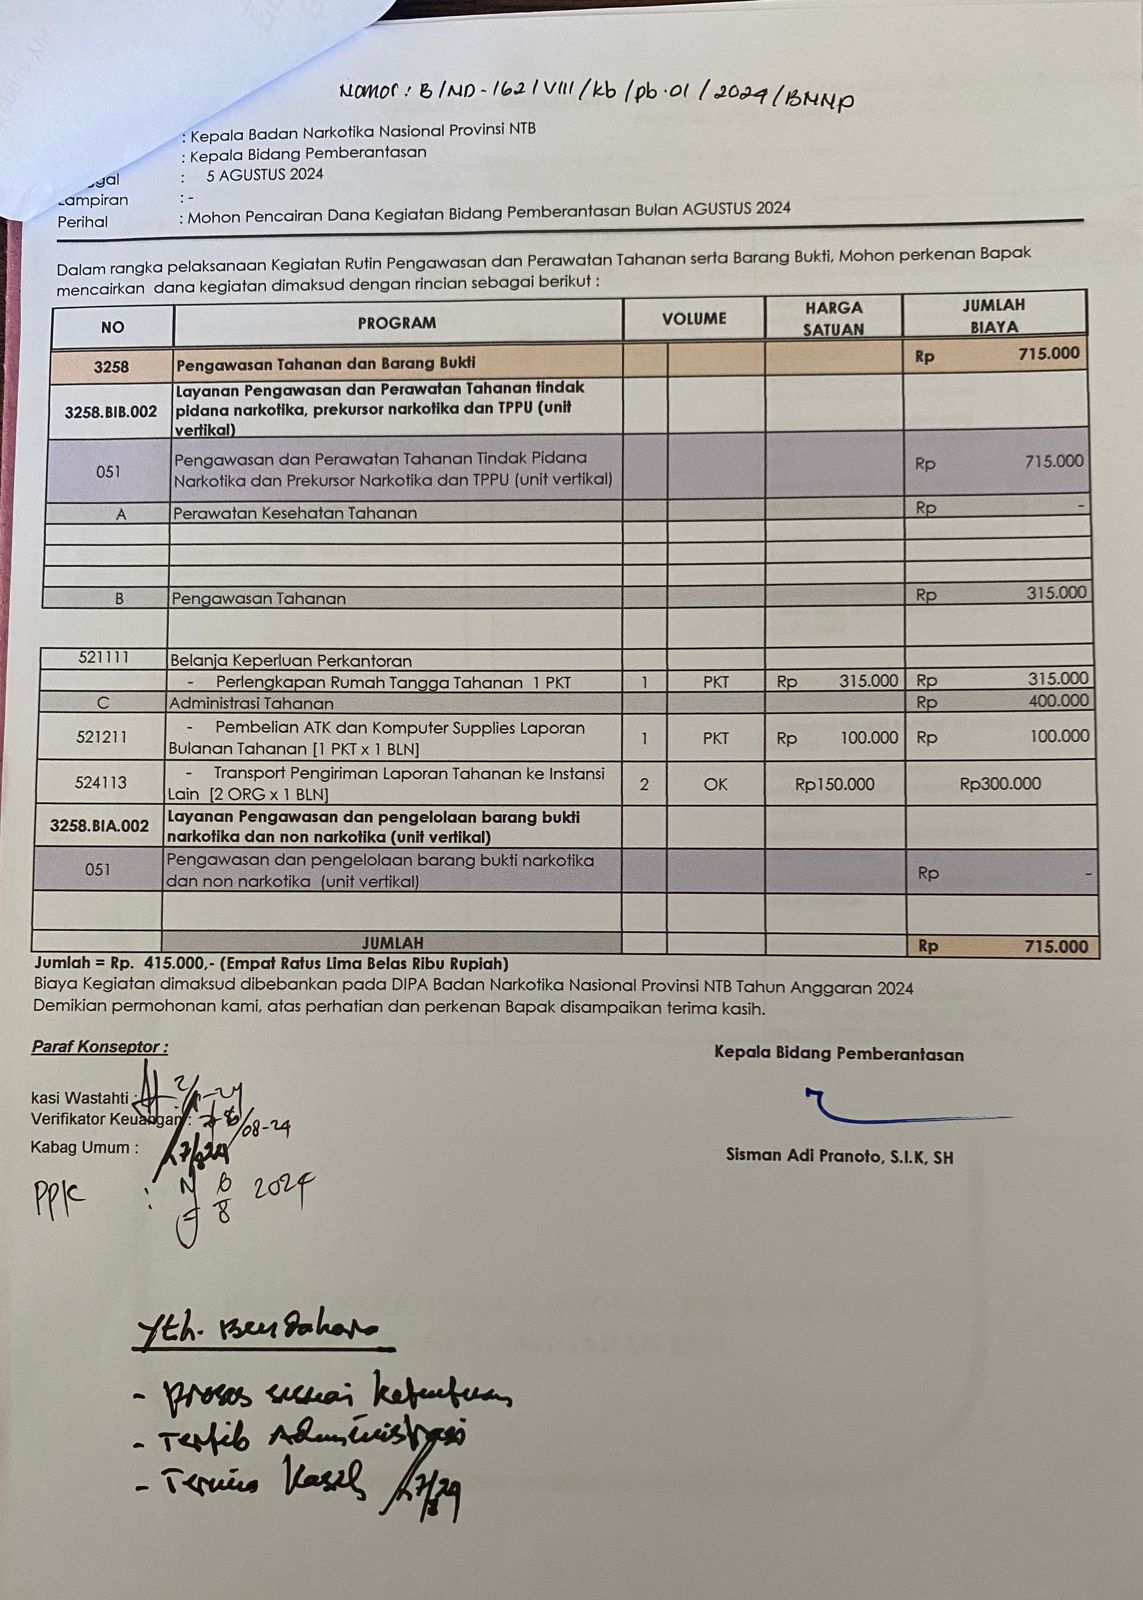 Nomor : B/ND-162/VIII/kb/pb.01/2024/BNNP
: Kepala Badan Narkotika Nasional Provinsi NTB
: Kepala Bidang Pemberantasan
ggal : 5 AGUSTUS 2024
Lampiran : -
Perihal : Mohon Pencairan Dana Kegiatan Bidang Pemberantasan Bulan AGUSTUS 2024
Dalam rangka pelaksanaan Kegiatan Rutin Pengawasan dan Perawatan Tahanan serta Barang Bukti, Mohon perkenan Bapak
mencairkan dana kegiatan dimaksud dengan rincian sebagai berikut :
NO PROGRAM VOLUME HARGA SATUAN JUMLAH BIAYA
3258 Pengawasan Tahanan dan Barang Bukti Rp 715.000
3258.BIB.002 Layanan Pengawasan dan Perawatan Tahanan tindak
pidana narkotika, prekursor narkotika dan TPPU (unit
vertikal)
051 Pengawasan dan Perawatan Tahanan Tindak Pidana
Narkotika dan Prekursor Narkotika dan TPPU (unit vertikal) Rp 715.000
A Perawatan Kesehatan Tahanan Rp -
B Pengawasan Tahanan Rp 315.000
521111 Belanja Keperluan Perkantoran
- Perlengkapan Rumah Tangga Tahanan 1 PKT 1 PKT Rp 315.000 Rp 315.000
C Administrasi Tahanan Rp 400.000
521211 - Pembelian ATK dan Komputer Supplies Laporan
Bulanan Tahanan [1 PKT x 1 BLN] 1 PKT Rp 100.000 Rp 100.000
524113 - Transport Pengiriman Laporan Tahanan ke Instansi
Lain [2 ORG x 1 BLN] 2 OK Rp150.000 Rp300.000
3258.BIA.002 Layanan Pengawasan dan pengelolaan barang bukti
narkotika dan non narkotika (unit vertikal)
051 Pengawasan dan pengelolaan barang bukti narkotika
dan non narkotika (unit vertikal) Rp -
JUMLAH Rp 715.000
Jumlah = Rp. 415.000,- (Empat Ratus Lima Belas Ribu Rupiah)
Biaya Kegiatan dimaksud dibebankan pada DIPA Badan Narkotika Nasional Provinsi NTB Tahun Anggaran 2024
Demikian permohonan kami, atas perhatian dan perkenan Bapak disampaikan terima kasih.
Paraf Konseptor :
Kepala Bidang Pemberantasan
kasi Wastahti :
Verifikator Keuangan : /08-24
Kabag Umum :
Sisman Adi Pranoto, S.I.K, SH
PPK : 2024
Yth. Bendahara
- Proses sesuai ketentuan
- Tertib Administrasi
- Terima Kasih